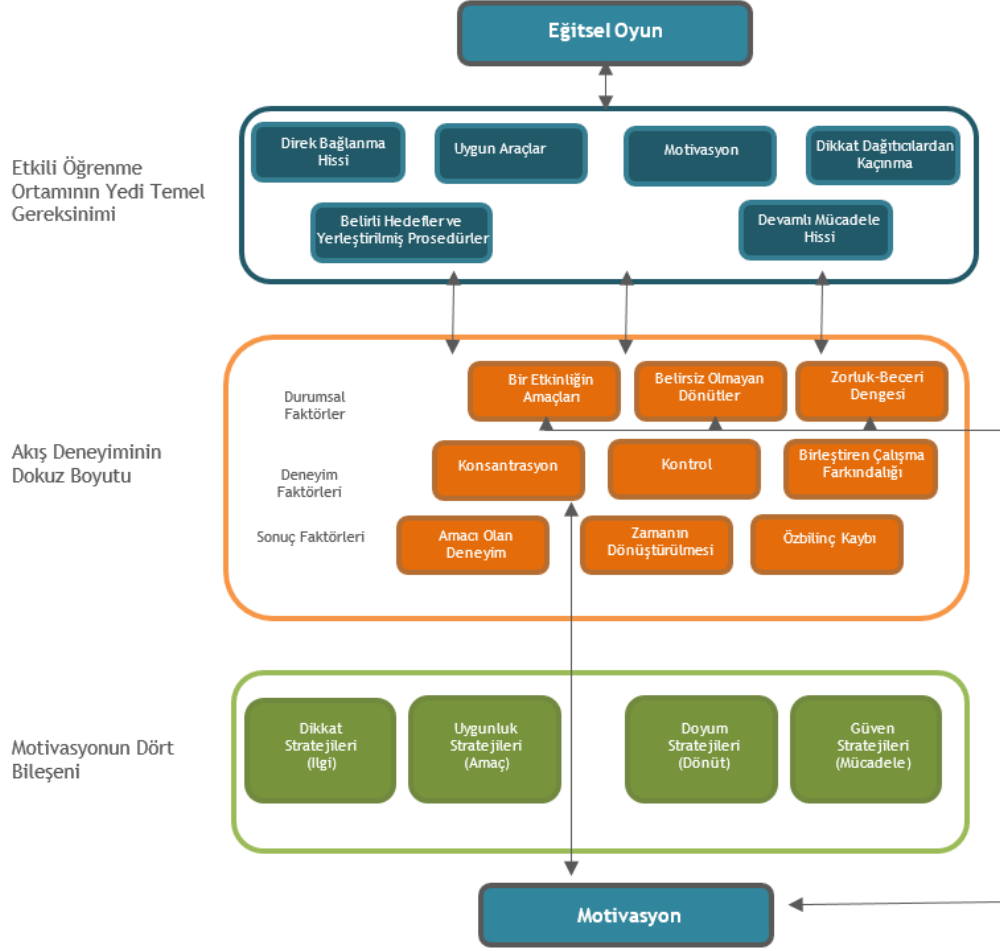 Eğitsel Oyun
Etkili Öğrenme
Ortamının Yedi Temel
Gereksinimi
Direk Bağlanma
Hissi
Uygun Araçlar
Motivasyon
Dikkat Dağıtıcılardan
Kaçınma
Belirli Hedefler ve
Yerleştirilmiş Prosedürler
Devamlı Mücadele
Hissi
Akış Deneyiminin
Dokuz Boyutu
Durumsal
Faktörler
Bir Etkinliğin
Amaçları
Belirsiz Olmayan
Dönütler
Zorluk-Beceri
Dengesi
Deneyim
Faktörleri
Konsantrasyon
Kontrol
Birleştiren Çalışma
Farkındalığı
Sonuç Faktörleri
Amacı Olan
Deneyim
Zamanın
Dönüştürülmesi
Özbilinç Kaybı
Motivasyonun Dört
Bileşeni
Dikkat
Stratejileri
(Ilgi)
Uygunluk
Stratejileri
(Amaç)
Doyum
Stratejileri
(Dönüt)
Güven
Stratejileri
(Mücadele)
Motivasyon